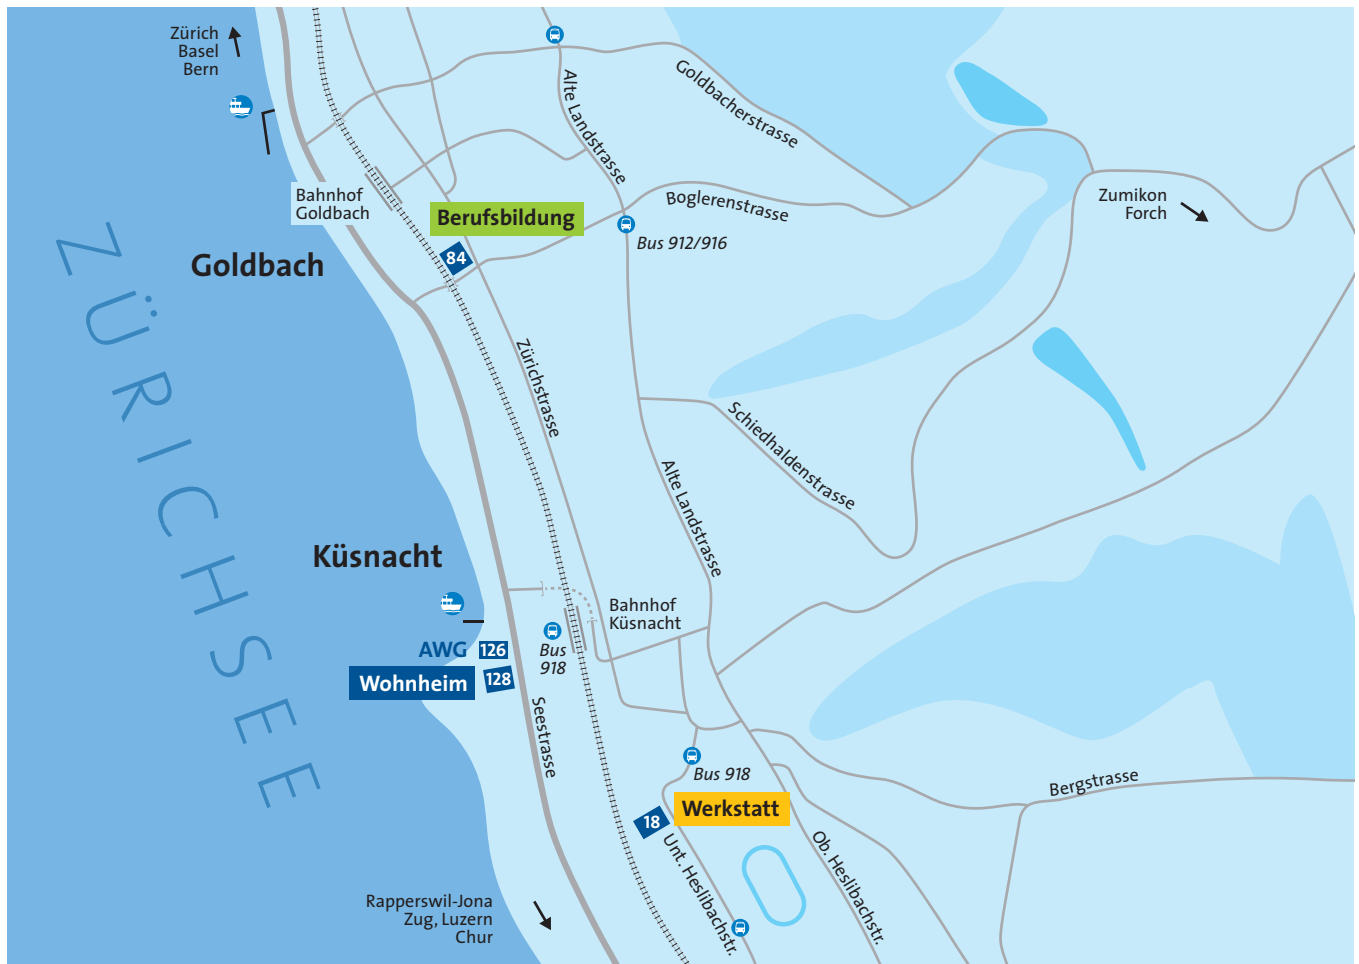 Zürich
Basel
Bern
Alte Landstrasse
Goldbacherstrasse
Bahnhof
Goldbach
Berufsbildung
Boglerenstrasse
Zumikon
Forch
Bus 912/916
84
Goldbach
ZÜRICHSEE
Zürichstrasse
Schiedhaldenstrasse
Alte Landstrasse
Küsnacht
Bahnhof
Küsnacht
AWG 126
Bus
918
Wohnheim 128
Seestrasse
Bus 918
Bergstrasse
Werkstatt
18
Unt. Heslibachstr.
Ob. Heslibachstr.
Rapperswil-Jona
Zug, Luzern
Chur